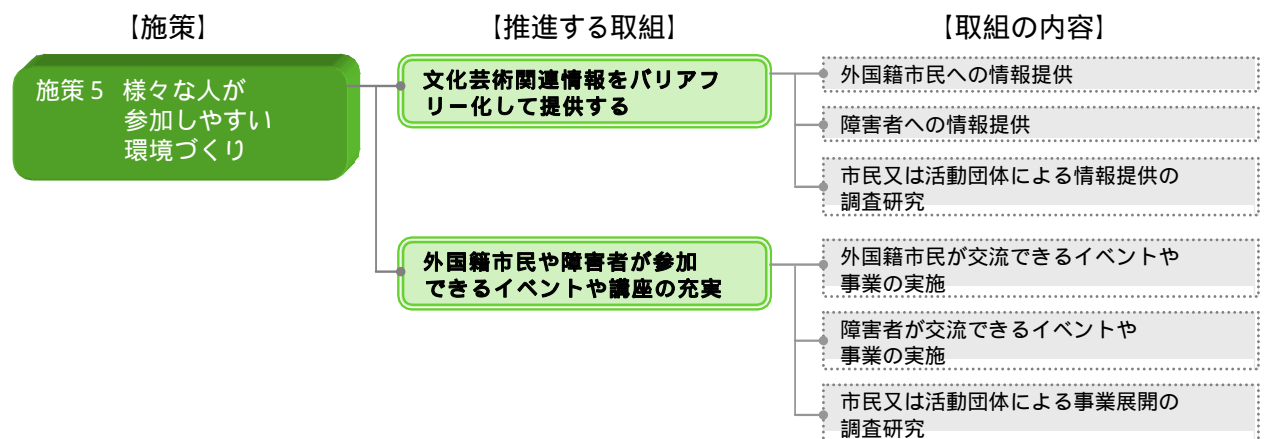 【施策】
【推進する取組】
【取組の内容】
施策5 様々な人が
参加しやすい
環境づくり
文化芸術関連情報をバリアフ
リー化して提供する
外国籍市民への情報提供
障害者への情報提供
市民又は活動団体による情報提供の
調査研究
外国籍市民や障害者が参加
できるイベントや講座の充実
外国籍市民が交流できるイベントや
事業の実施
障害者が交流できるイベントや
事業の実施
市民又は活動団体による事業展開の
調査研究